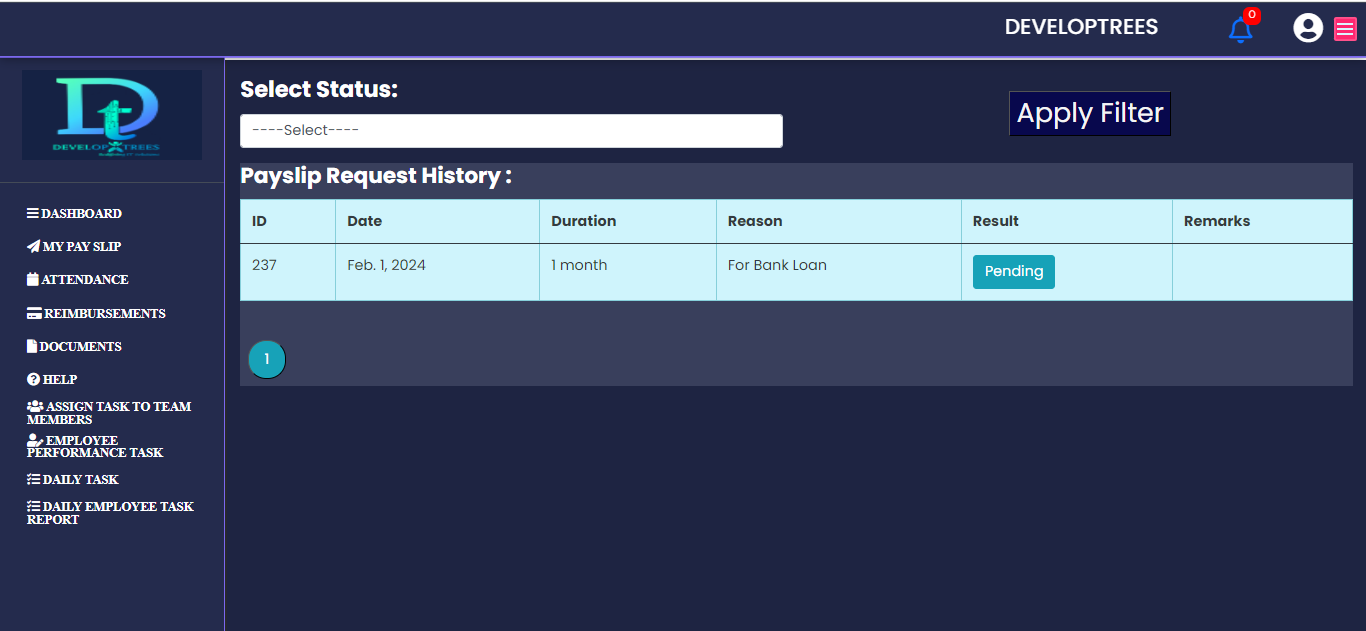 DEVELOPTREES
0
Dt
DEVELOP TREES
DASHBOARD
MY PAY SLIP
ATTENDANCE
REIMBURSEMENTS
DOCUMENTS
HELP
ASSIGN TASK TO TEAM
MEMBERS
EMPLOYEE
PERFORMANCE TASK
DAILY TASK
DAILY EMPLOYEE TASK
REPORT
Select Status:
----Select----
Apply Filter
Payslip Request History :
ID Date Duration Reason Result Remarks
237 Feb. 1, 2024 1 month For Bank Loan Pending
1